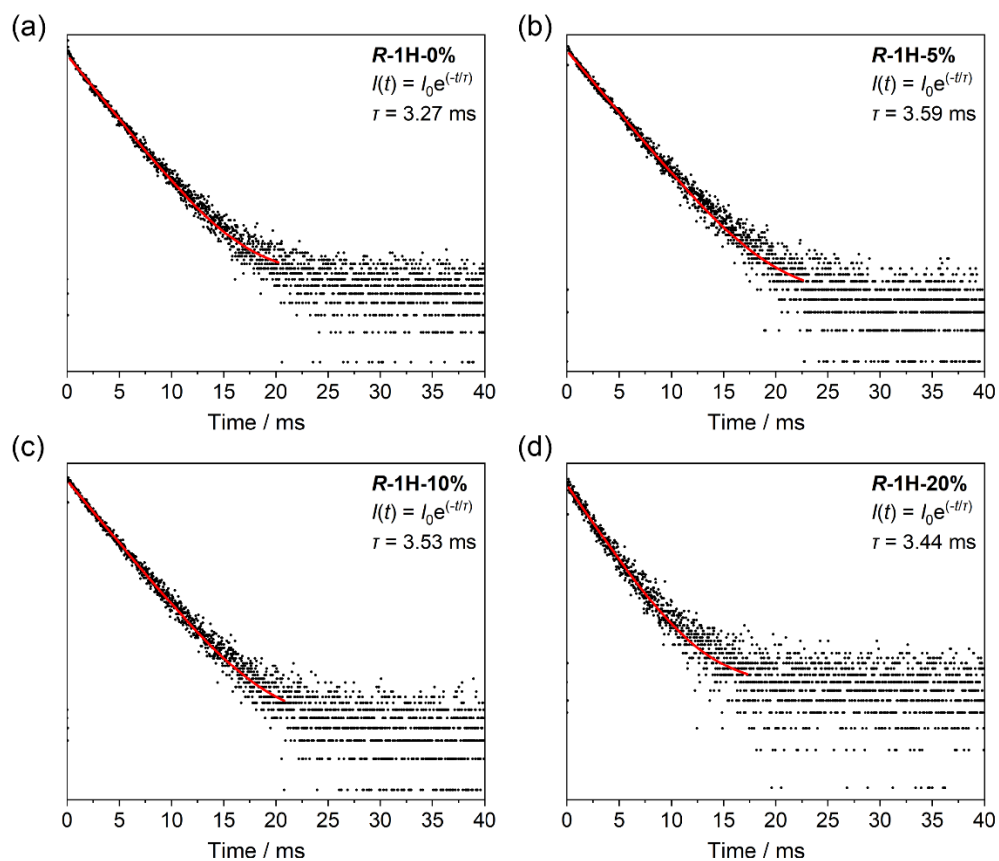 (a)
R-1H-0%
I(t) = I₀e^(-t/τ)
τ = 3.27 ms
0 5 10 15 20 25 30 35 40
Time / ms
(b)
R-1H-5%
I(t) = I₀e^(-t/τ)
τ = 3.59 ms
0 5 10 15 20 25 30 35 40
Time / ms
(c)
R-1H-10%
I(t) = I₀e^(-t/τ)
τ = 3.53 ms
0 5 10 15 20 25 30 35 40
Time / ms
(d)
R-1H-20%
I(t) = I₀e^(-t/τ)
τ = 3.44 ms
0 5 10 15 20 25 30 35 40
Time / ms